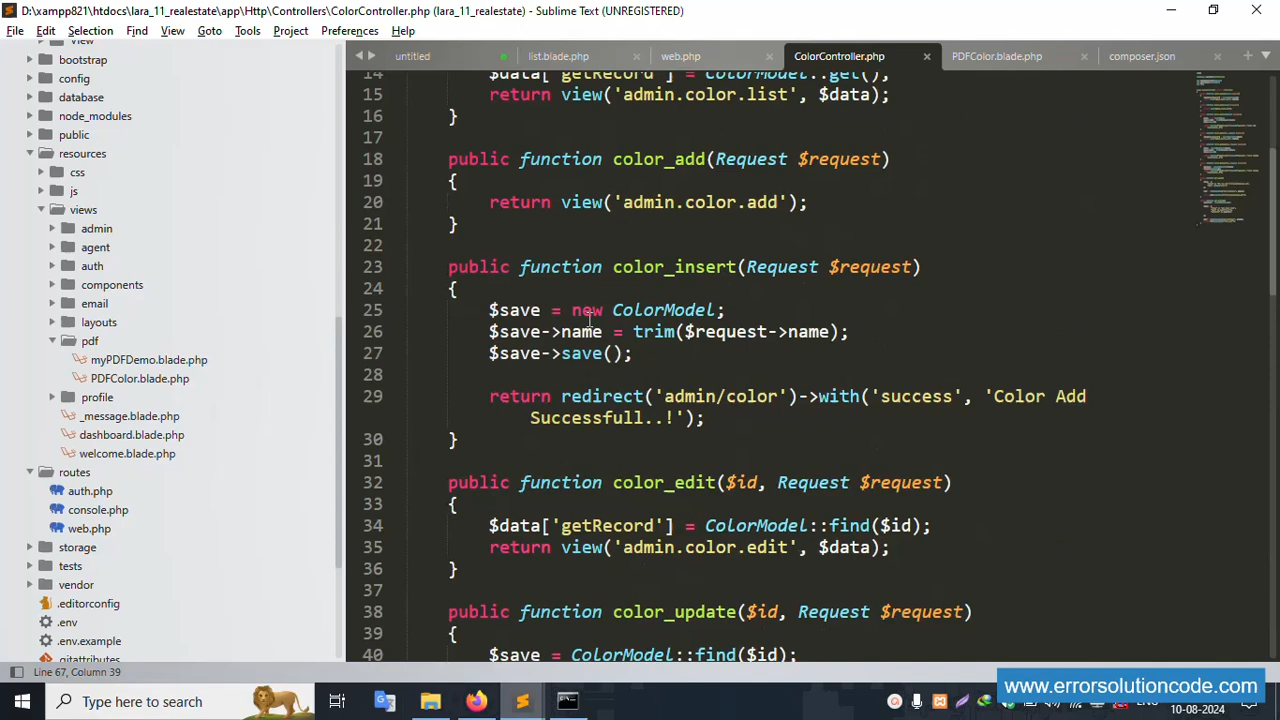 D:\xampp821\htdocs\lara_11_realestate\app\Http\Controllers\ColorController.php (lara_11_realestate) - Sublime Text (UNREGISTERED)
File Edit Selection Find View Goto Tools Project Preferences Help
untitled list.blade.php web.php ColorController.php PDFColor.blade.php composer.json
view
bootstrap
config
database
node_modules
public
resources
css
js
views
admin
agent
auth
components
email
layouts
pdf
myPDFDemo.blade.php
PDFColor.blade.php
profile
_message.blade.php
dashboard.blade.php
welcome.blade.php
routes
auth.php
console.php
web.php
storage
tests
vendor
.editorconfig
.env
.env.example
.gitattributes
14 $data['getRecord'] = ColorModel::get();
15 return view('admin.color.list', $data);
16 }
17
18 public function color_add(Request $request)
19 {
20 return view('admin.color.add');
21 }
22
23 public function color_insert(Request $request)
24 {
25 $save = new ColorModel;
26 $save->name = trim($request->name);
27 $save->save();
28
29 return redirect('admin/color')->with('success', 'Color Add
Successfull..!');
30 }
31
32 public function color_edit($id, Request $request)
33 {
34 $data['getRecord'] = ColorModel::find($id);
35 return view('admin.color.edit', $data);
36 }
37
38 public function color_update($id, Request $request)
39 {
40 $save = ColorModel::find($id);
Line 67, Column 39
www.errorsolutioncode.com
Type here to search
ENG
10-08-2024